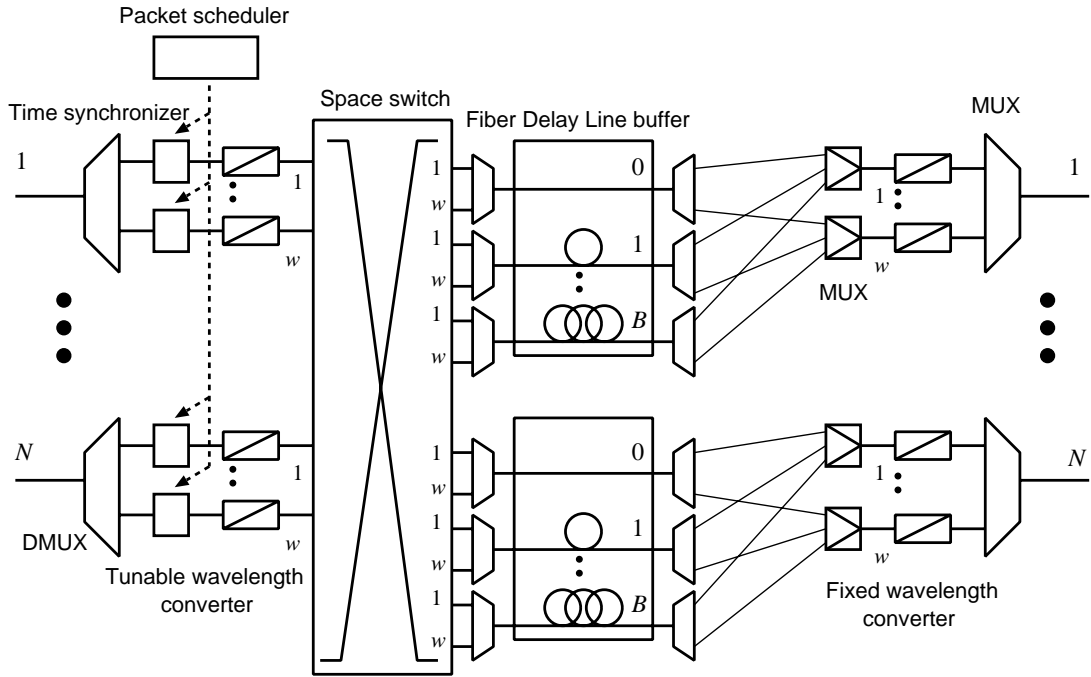 Packet scheduler
Time synchronizer
Space switch
Fiber Delay Line buffer
MUX
1
1
w
1
w
1
w
1
w
0
1
B
1
w
MUX
1
N
DMUX
1
w
Tunable wavelength
converter
1
w
1
w
1
w
0
1
B
1
w
Fixed wavelength
converter
N